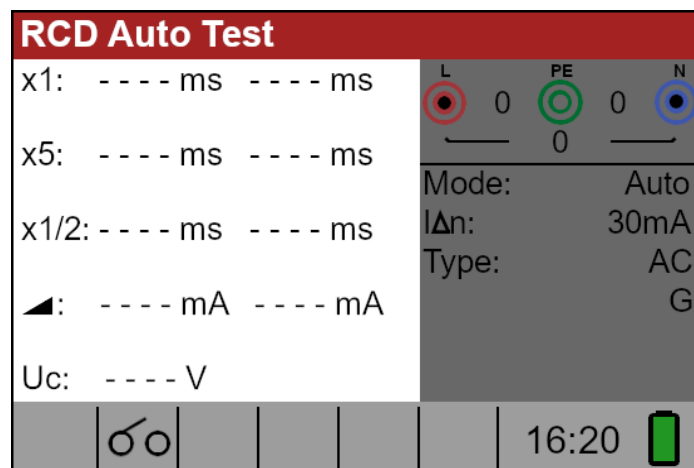 RCD Auto Test
x1: - - - - ms - - - - ms
x5: - - - - ms - - - - ms
x1/2: - - - - ms - - - - ms
◢: - - - - mA - - - - mA
Uc: - - - - V
L PE N
0 0
0
Mode: Auto
IΔn: 30mA
Type: AC
G
16:20